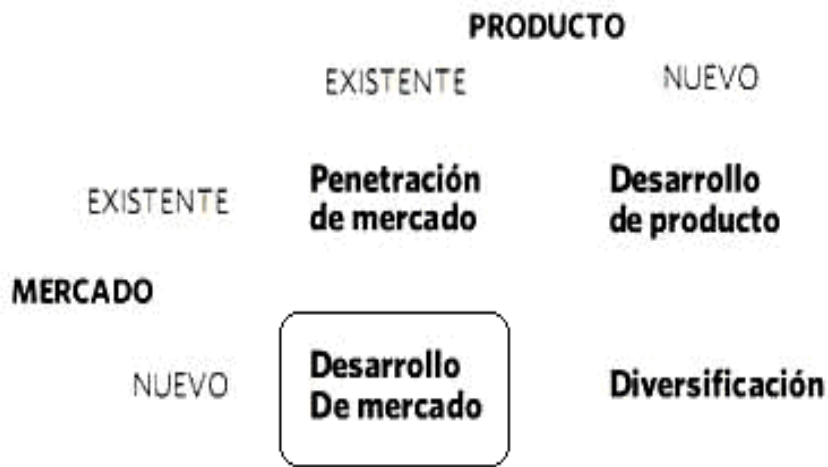 PRODUCTO
EXISTENTE NUEVO
EXISTENTE
Penetración
de mercado
Desarrollo
de producto
MERCADO
NUEVO
Desarrollo
De mercado
Diversificación